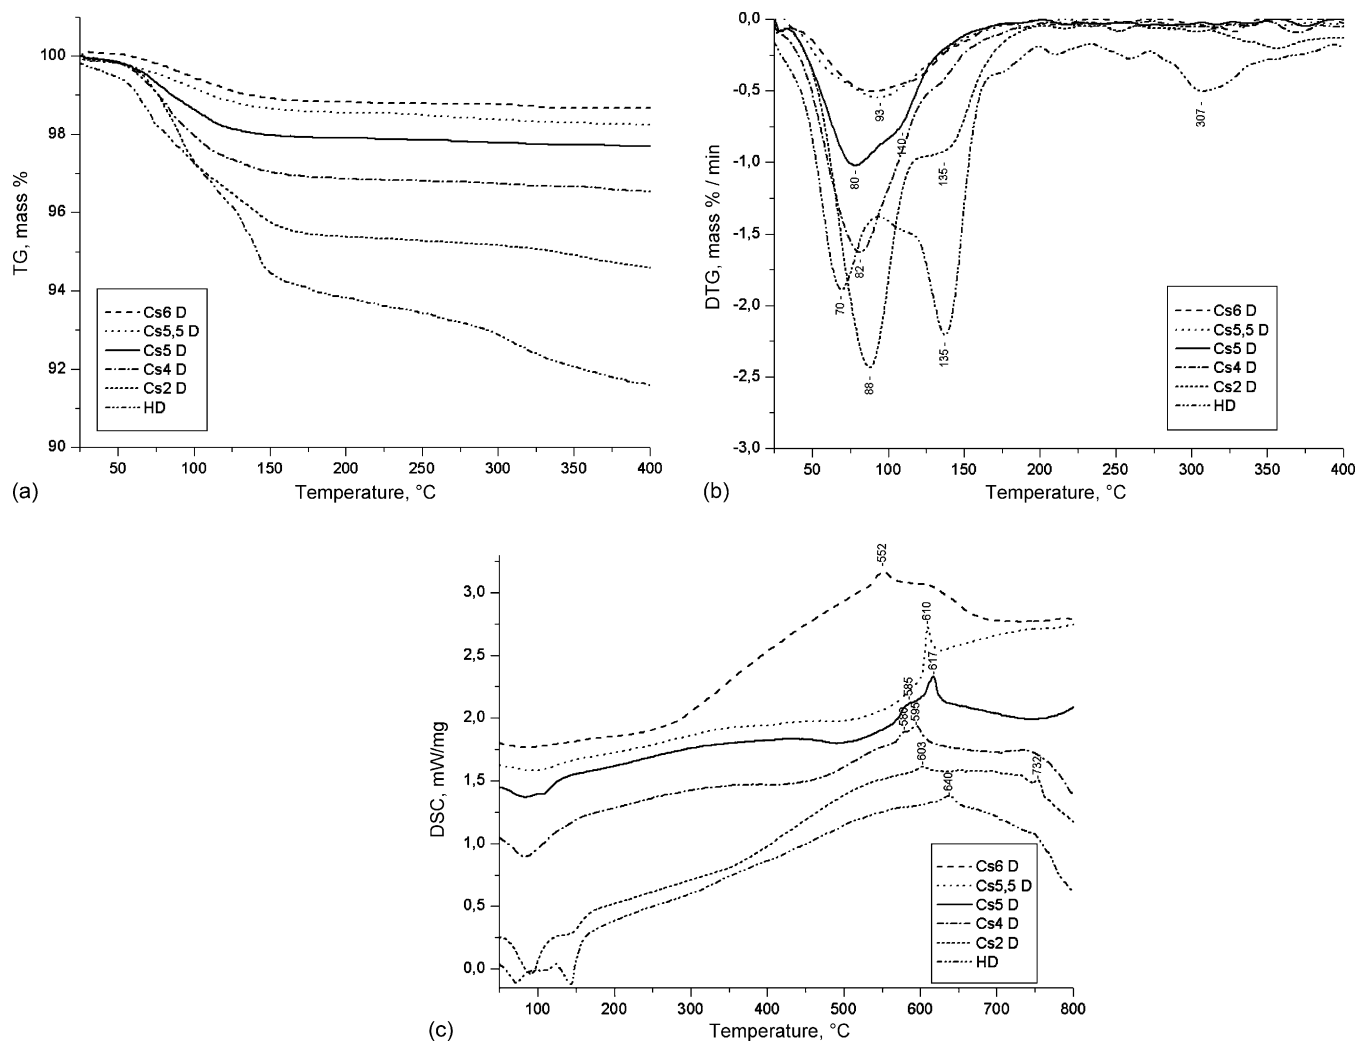 100
98
96
94
92
90
TG, mass %
Cs6 D
Cs5,5 D
Cs5 D
Cs4 D
Cs2 D
HD
50 100 150 200 250 300 350 400
Temperature, °C
(a)
0,0
-0,5
-1,0
-1,5
-2,0
-2,5
-3,0
DTG, mass % / min
93 -
110 -
80 -
135 -
82 -
70 -
88 -
135 -
307 -
Cs6 D
Cs5,5 D
Cs5 D
Cs4 D
Cs2 D
HD
50 100 150 200 250 300 350 400
Temperature, °C
(b)
3,0
2,5
2,0
1,5
1,0
0,5
0,0
DSC, mW/mg
-552
-610
-617
-585
-580
-595
-603
-640
-732
Cs6 D
Cs5,5 D
Cs5 D
Cs4 D
Cs2 D
HD
100 200 300 400 500 600 700 800
Temperature, °C
(c)